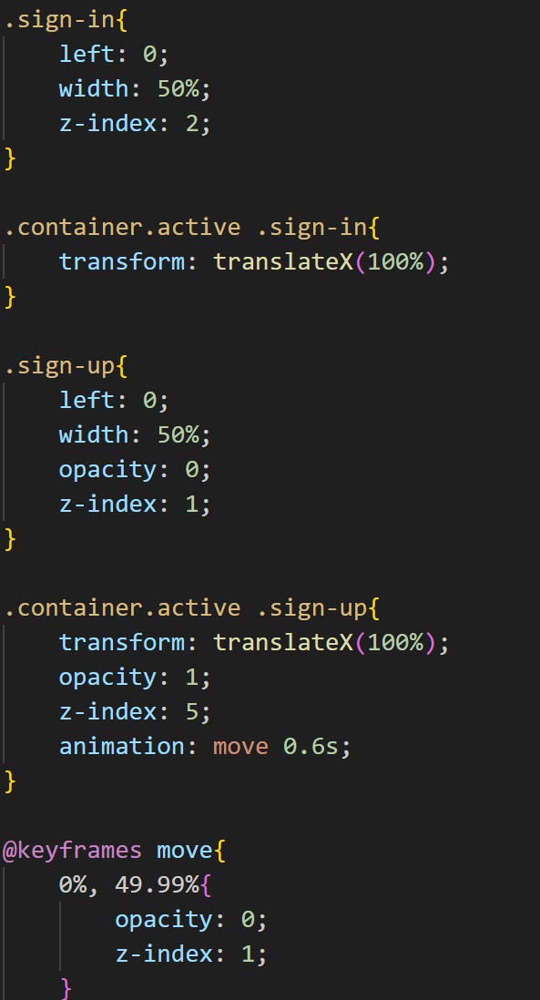 .sign-in{
    left: 0;
    width: 50%;
    z-index: 2;
}

.container.active .sign-in{
    transform: translateX(100%);
}

.sign-up{
    left: 0;
    width: 50%;
    opacity: 0;
    z-index: 1;
}

.container.active .sign-up{
    transform: translateX(100%);
    opacity: 1;
    z-index: 5;
    animation: move 0.6s;
}

@keyframes move{
    0%, 49.99%{
        opacity: 0;
        z-index: 1;
    }